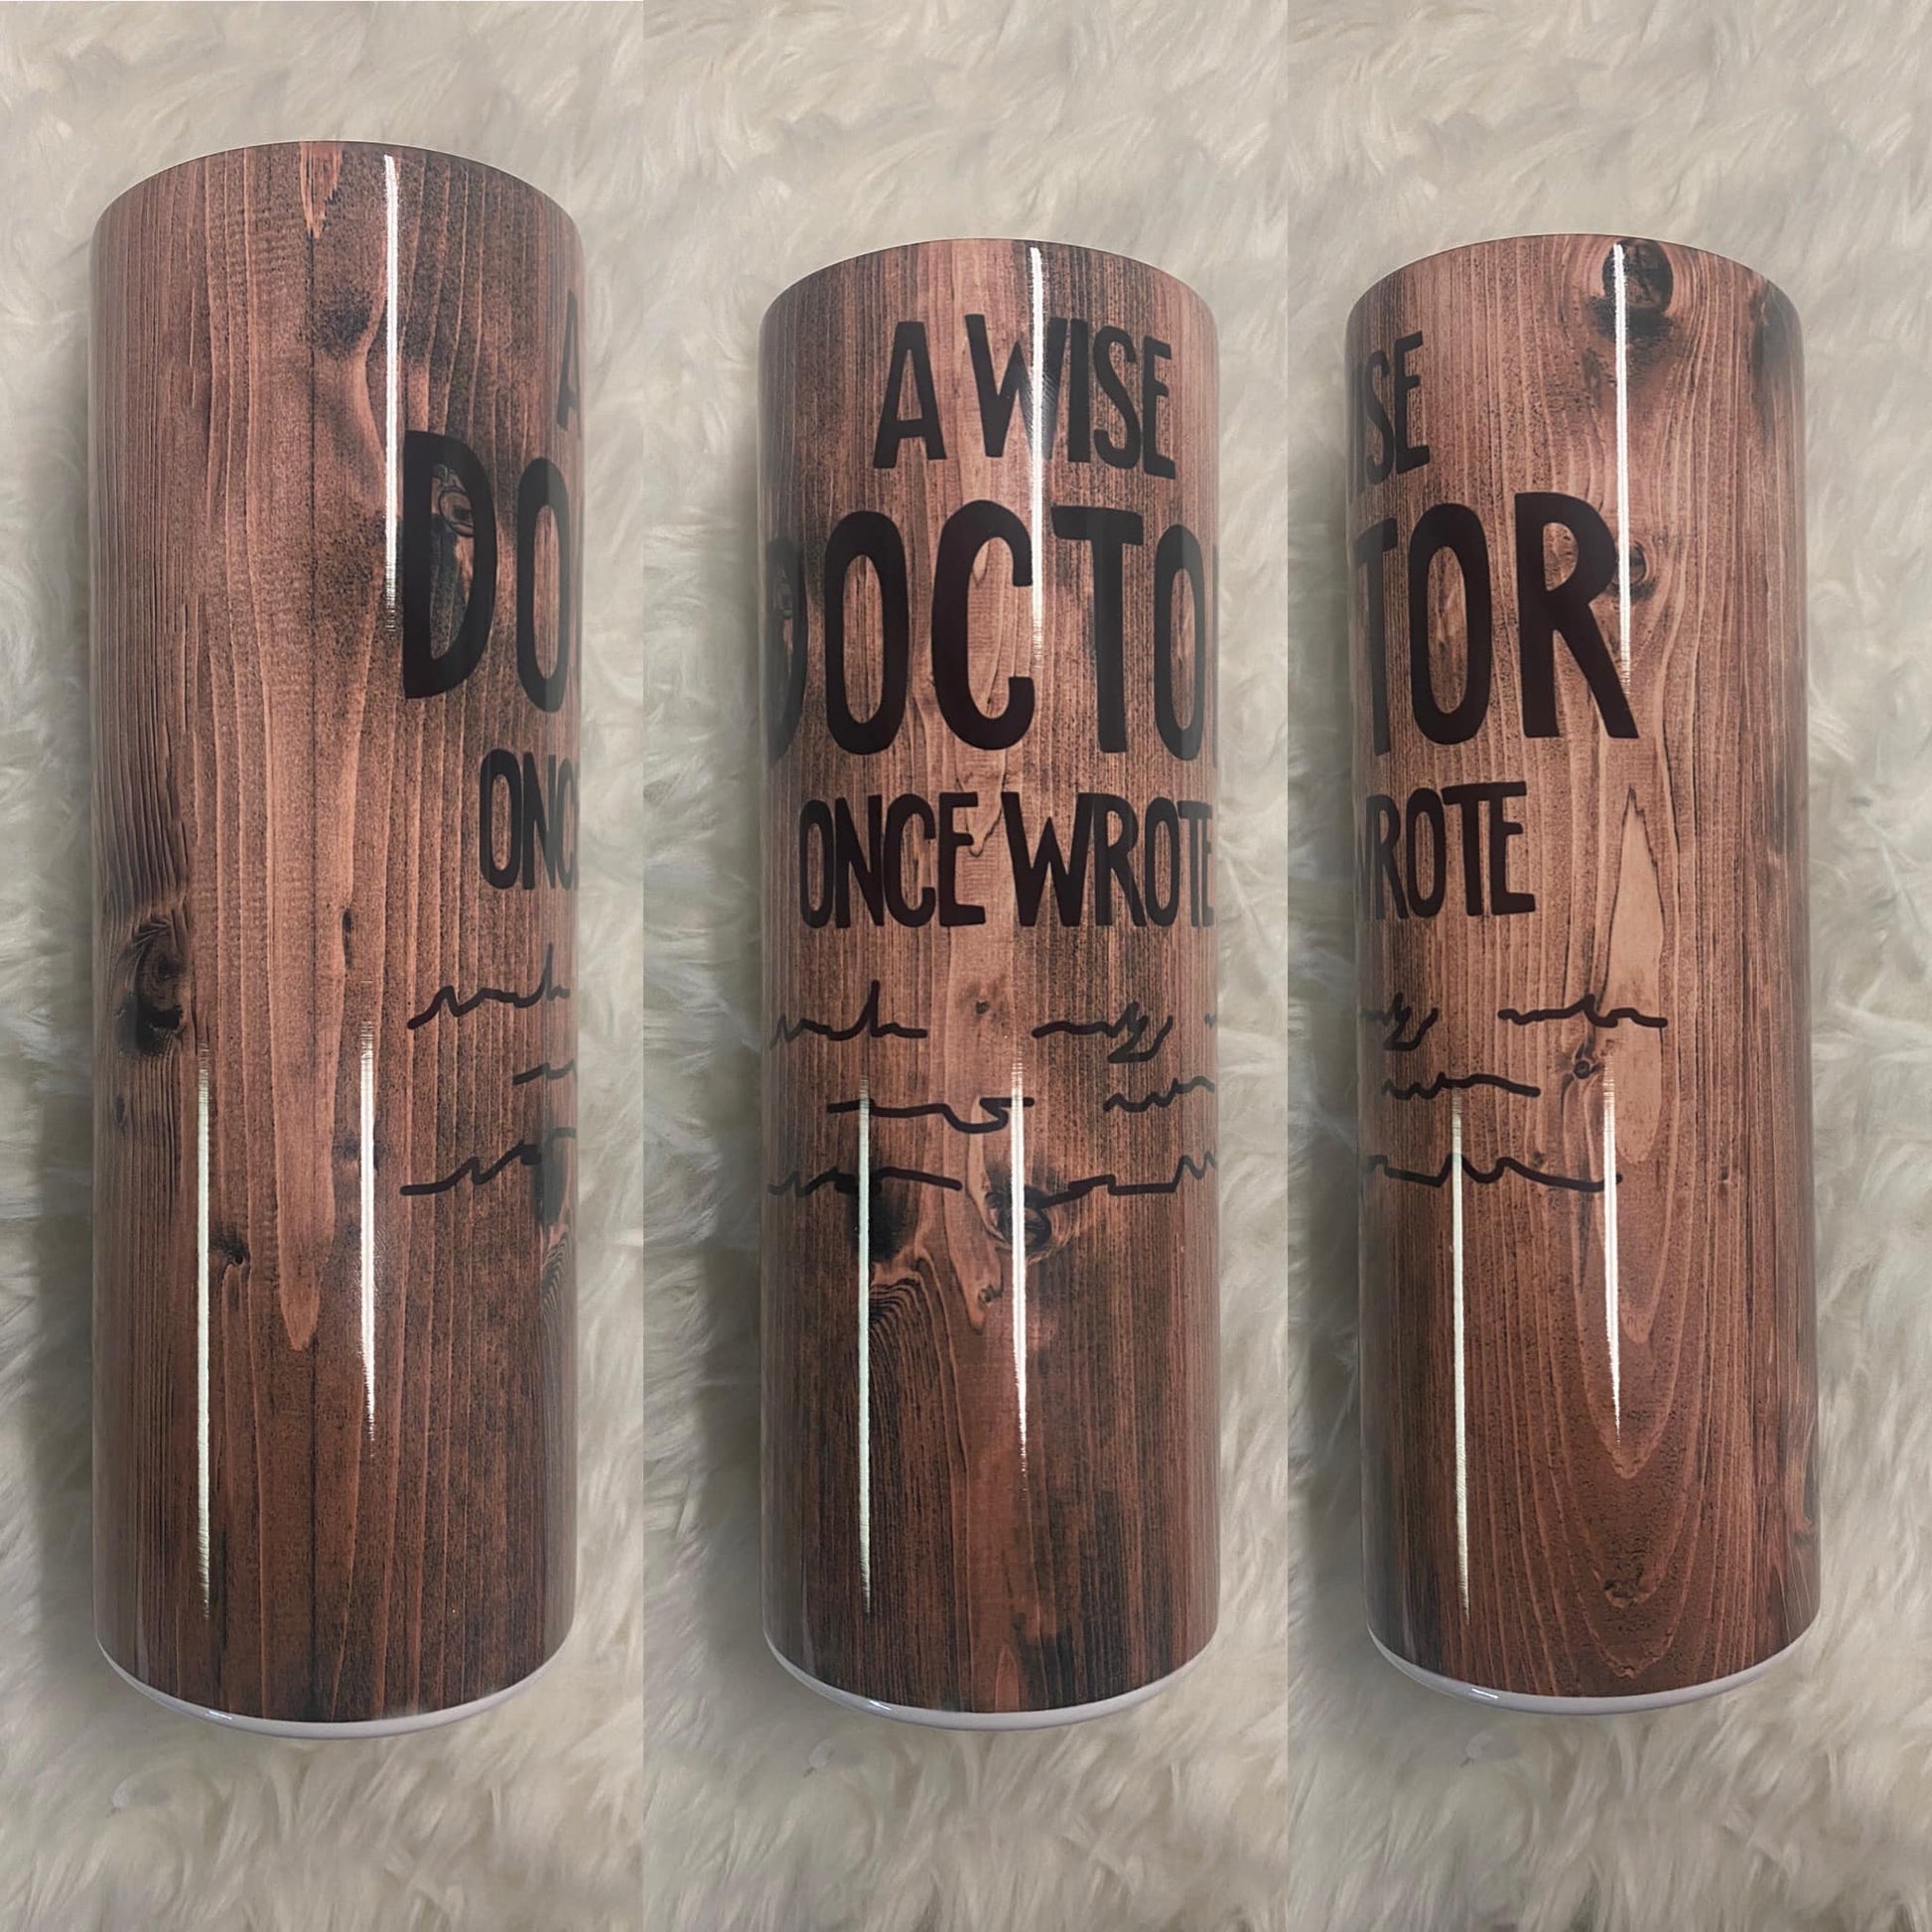 A WISE
DOCTOR
ONCE WROTE